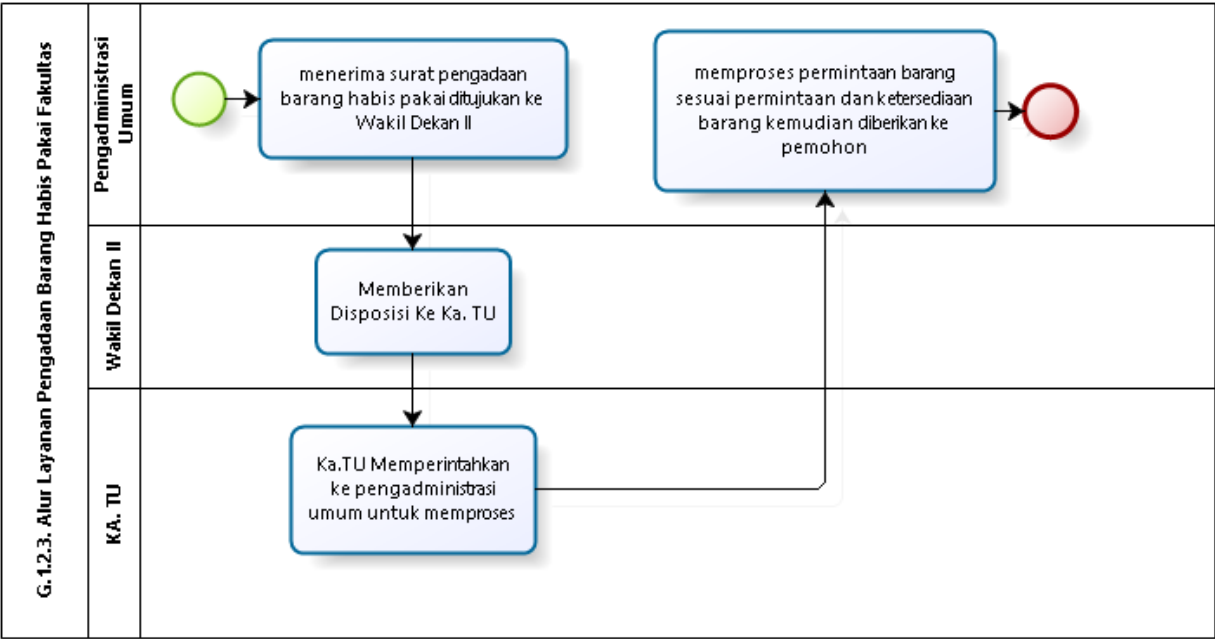 G.1.2.3. Alur Layanan Pengadaan Barang Habis Pakai Fakultas
Pengadministrasi
Umum
menerima surat pengadaan
barang habis pakai ditujukan ke
Wakil Dekan II
memproses permintaan barang
sesuai permintaan dan ketersediaan
barang kemudian diberikan ke
pemohon
Wakil Dekan II
Memberikan
Disposisi Ke Ka. TU
KA. TU
Ka.TU Memperintahkan
ke pengadministrasi
umum untuk memproses